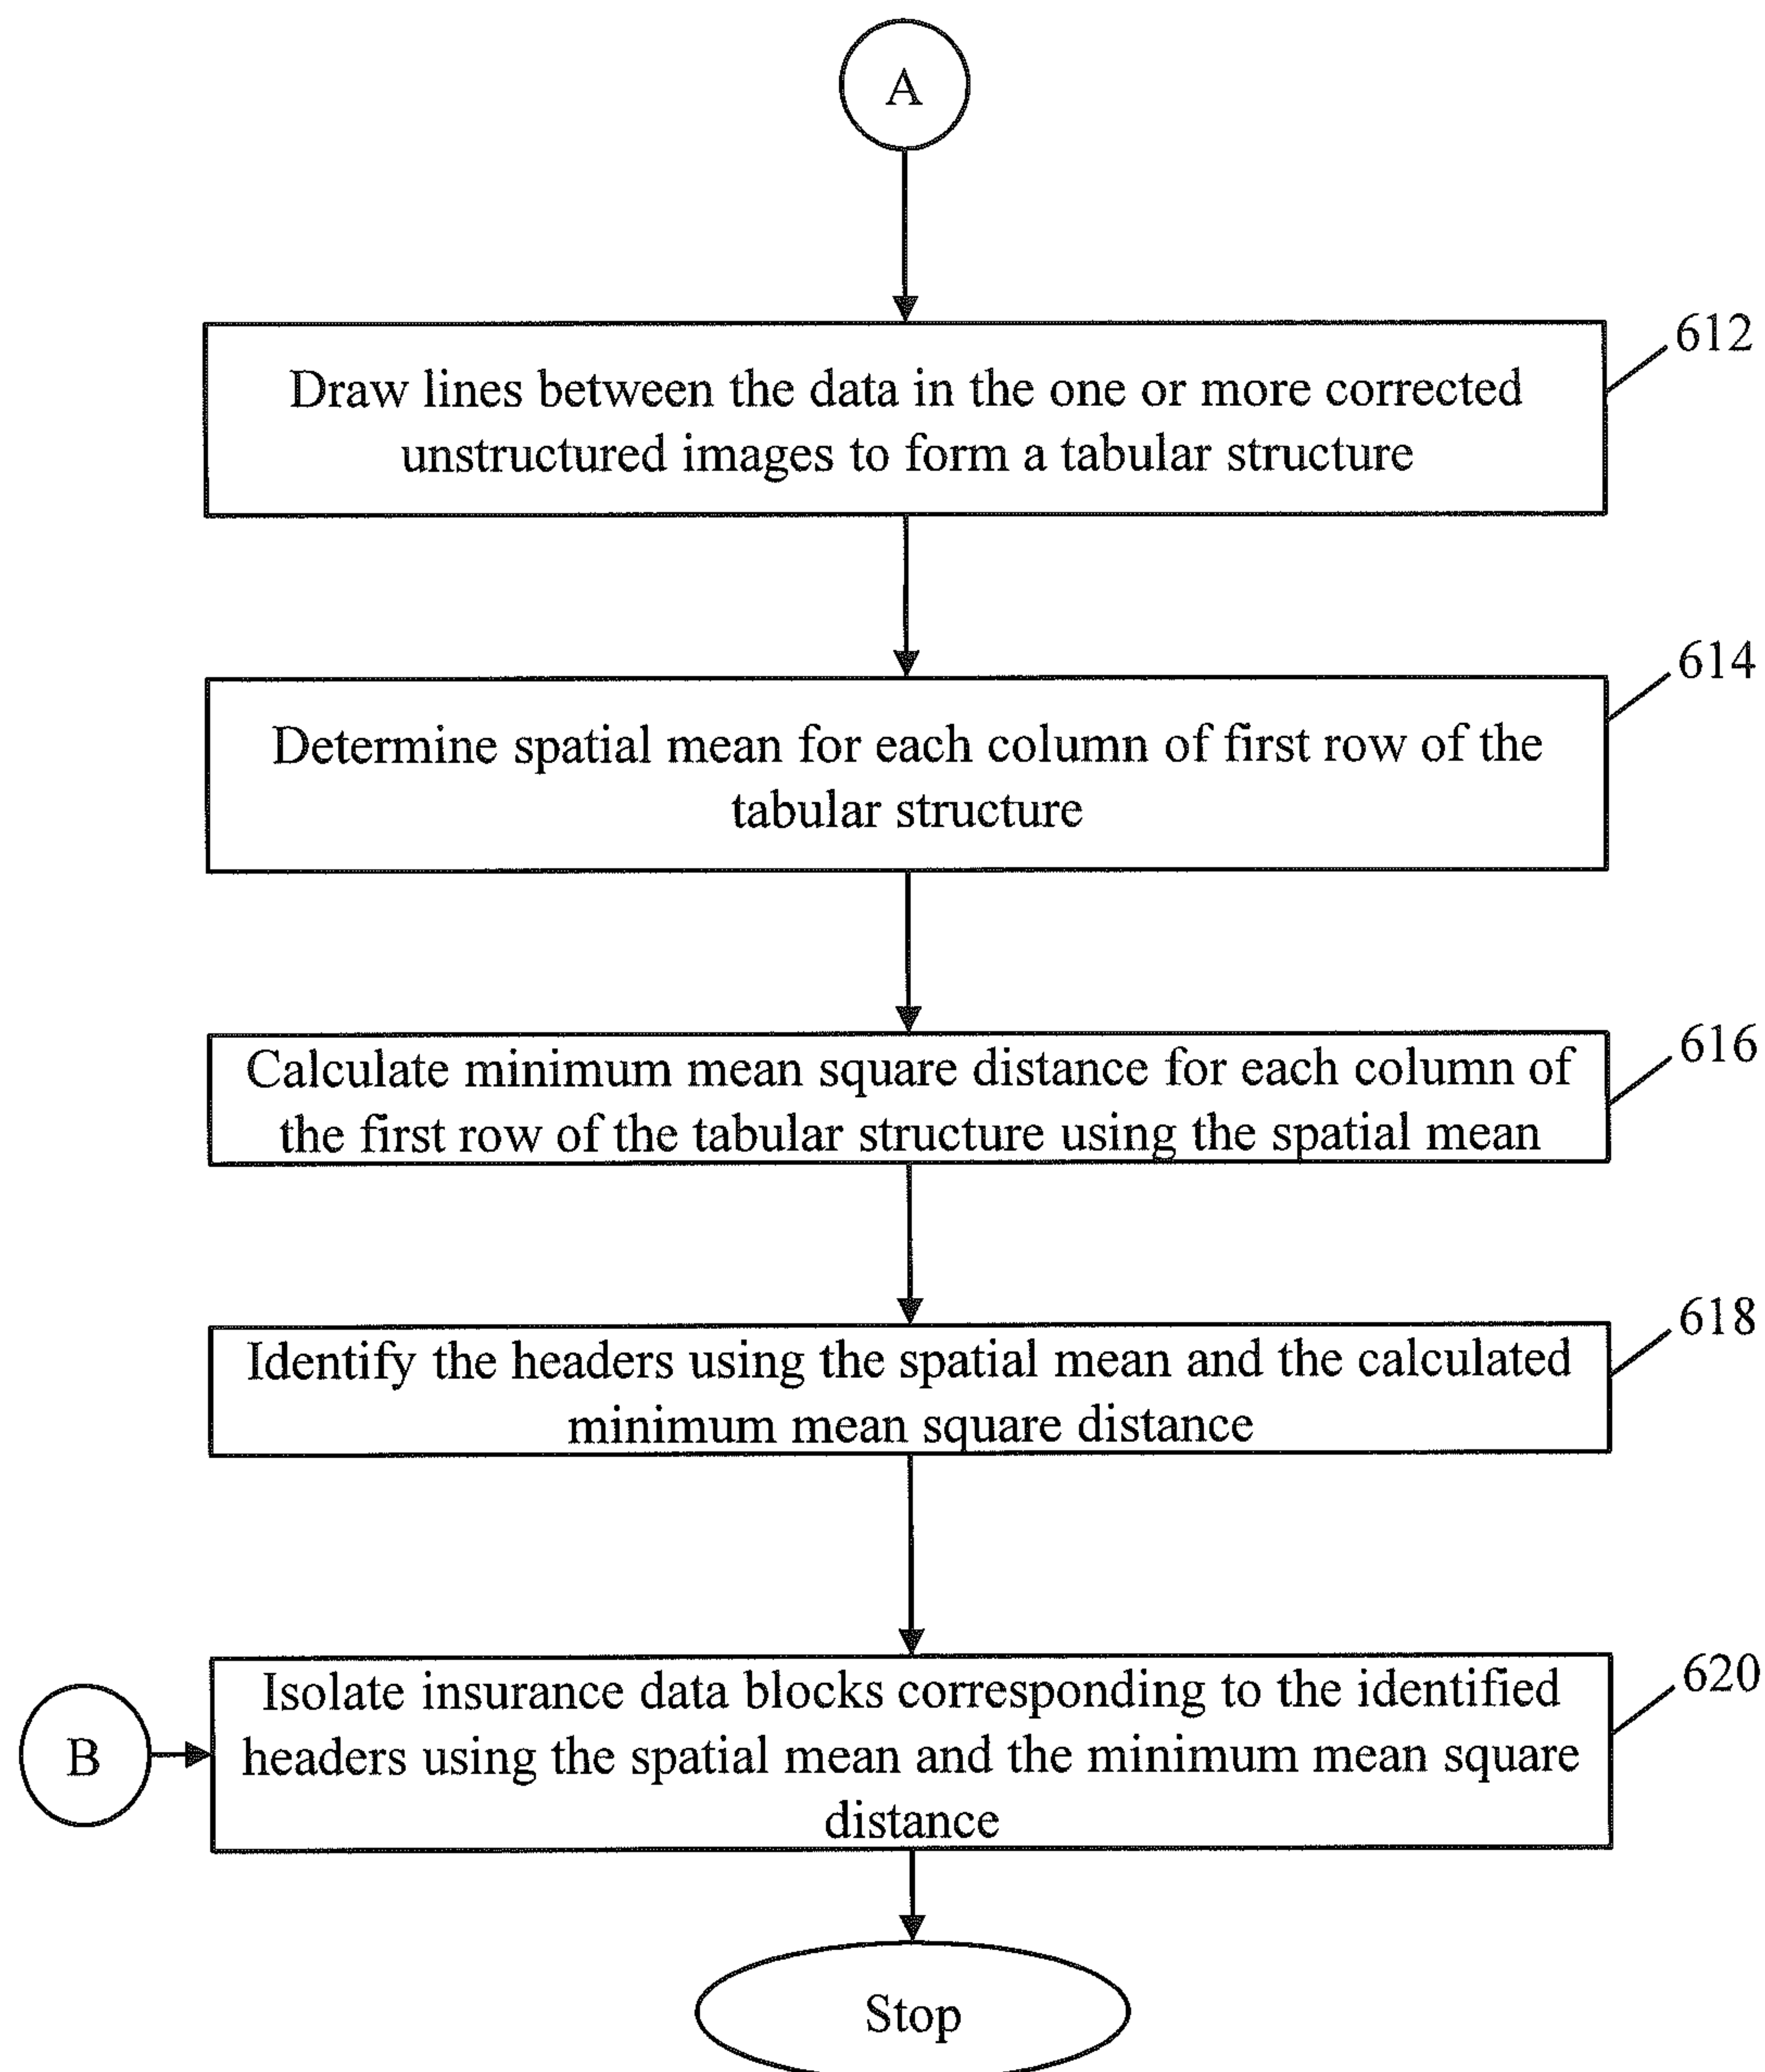 A
612
Draw lines between the data in the one or more corrected
unstructured images to form a tabular structure
614
Determine spatial mean for each column of first row of the
tabular structure
616
Calculate minimum mean square distance for each column of
the first row of the tabular structure using the spatial mean
618
Identify the headers using the spatial mean and the calculated
minimum mean square distance
620
Isolate insurance data blocks corresponding to the identified
headers using the spatial mean and the minimum mean square
distance
B
Stop